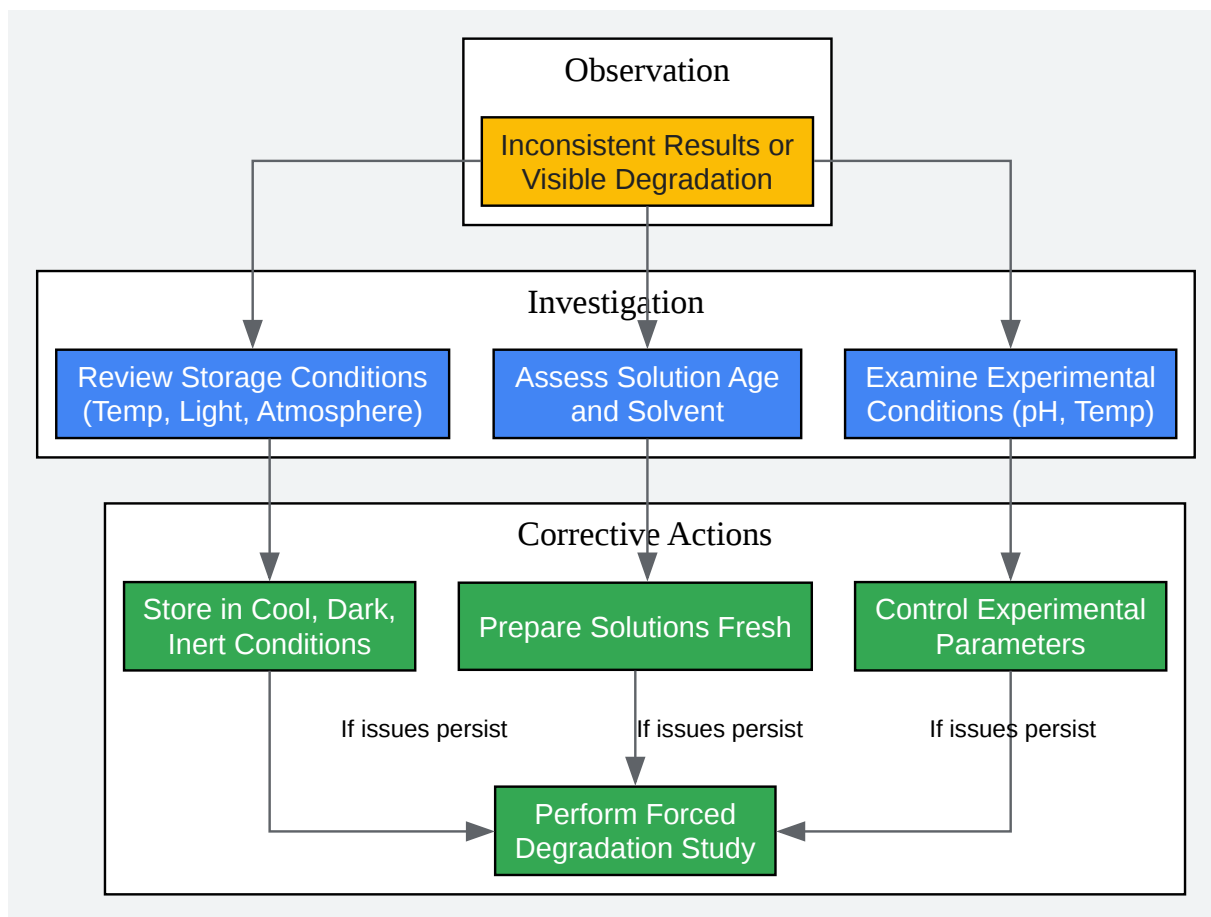 Observation
Inconsistent Results or
Visible Degradation
Investigation
Review Storage Conditions
(Temp, Light, Atmosphere)
Assess Solution Age
and Solvent
Examine Experimental
Conditions (pH, Temp)
Corrective Actions
Store in Cool, Dark,
Inert Conditions
Prepare Solutions Fresh
Control Experimental
Parameters
If issues persist
If issues persist
If issues persist
Perform Forced
Degradation Study